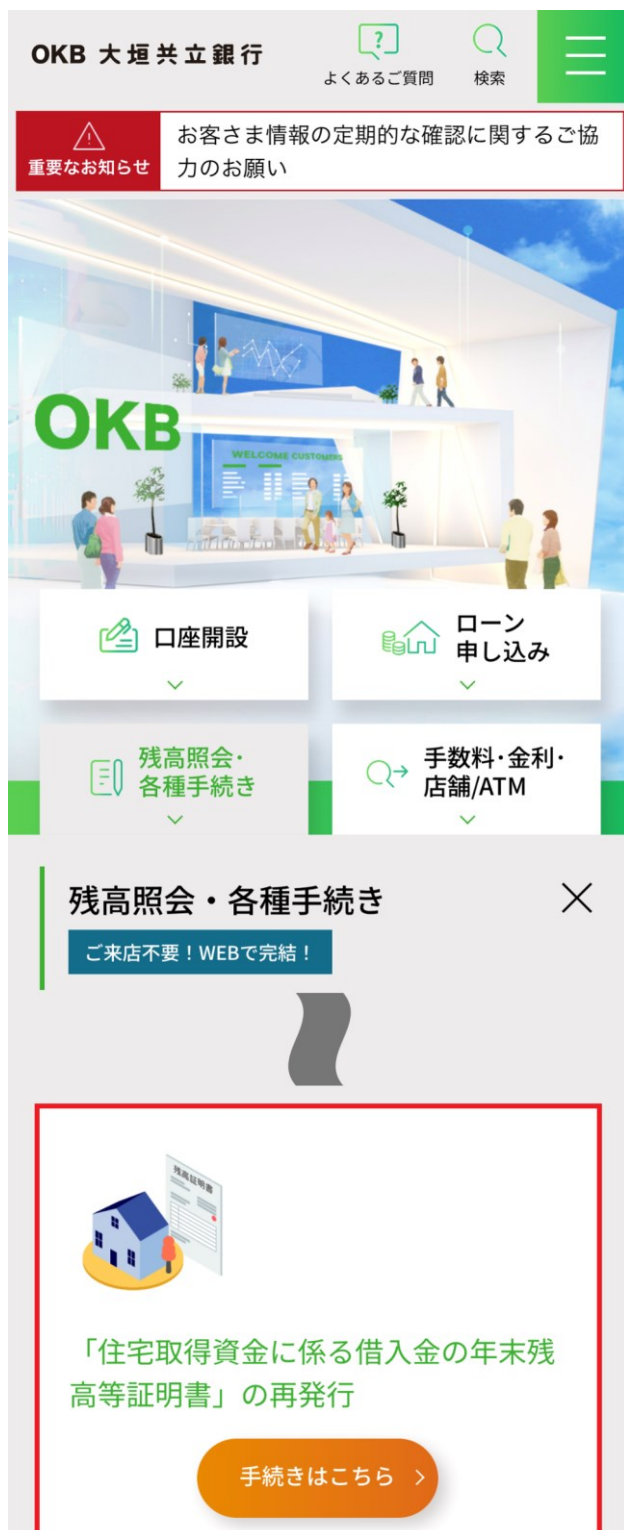 OKB 大垣共立銀行
よくあるご質問
検索
重要なお知らせ
お客さま情報の定期的な確認に関するご協
力のお願い
OKB
WELCOME CUSTOMERS
口座開設
ローン
申し込み
残高照会・
各種手続き
手数料・金利・
店舗/ATM
残高照会・各種手続き
ご来店不要！WEBで完結！
残高証明書
「住宅取得資金に係る借入金の年末残
高等証明書」の再発行
手続きはこちら